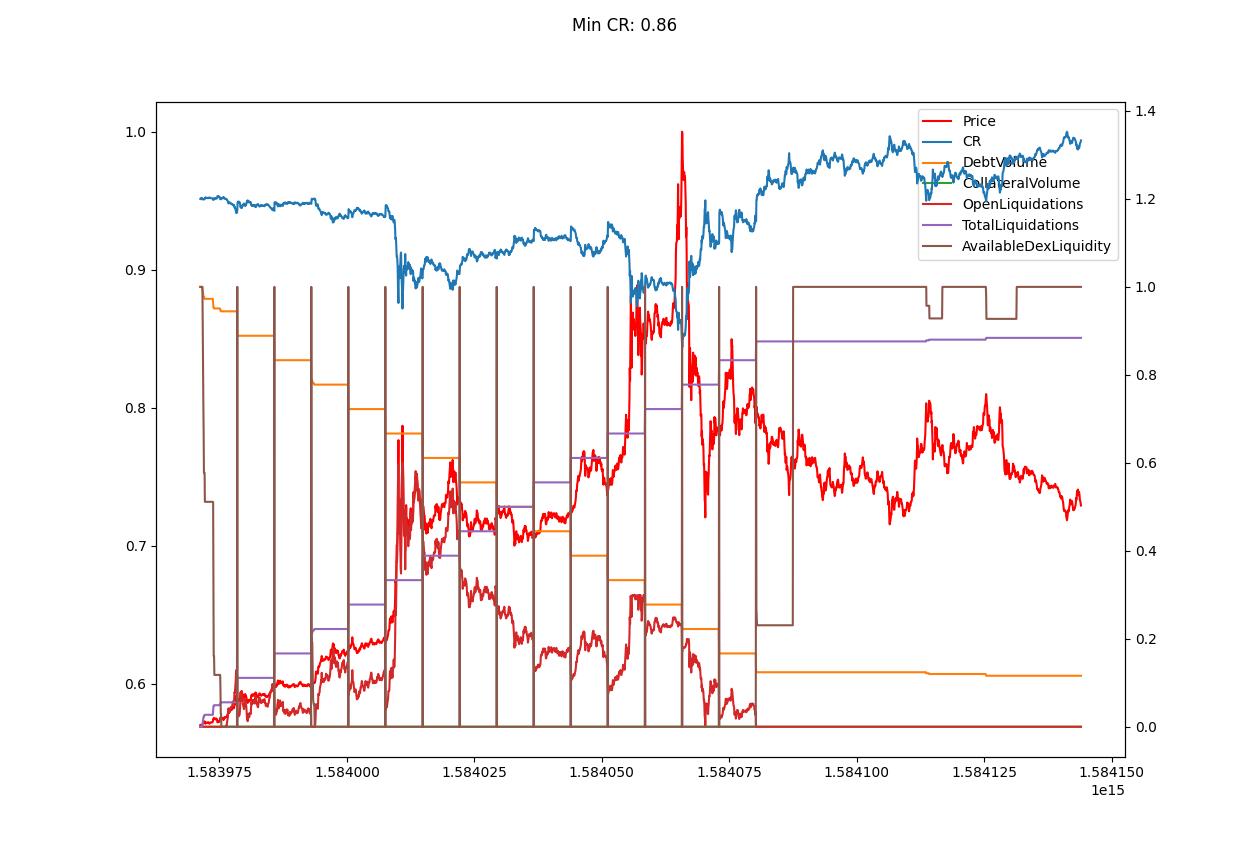 Min CR: 0.86
1.0
0.9
0.8
0.7
0.6
1.4
1.2
1.0
0.8
0.6
0.4
0.2
0.0
Price
CR
DebtVolume
CollateralVolume
OpenLiquidations
TotalLiquidations
AvailableDexLiquidity
1.583975 1.584000 1.584025 1.584050 1.584075 1.584100 1.584125 1.584150
1e15